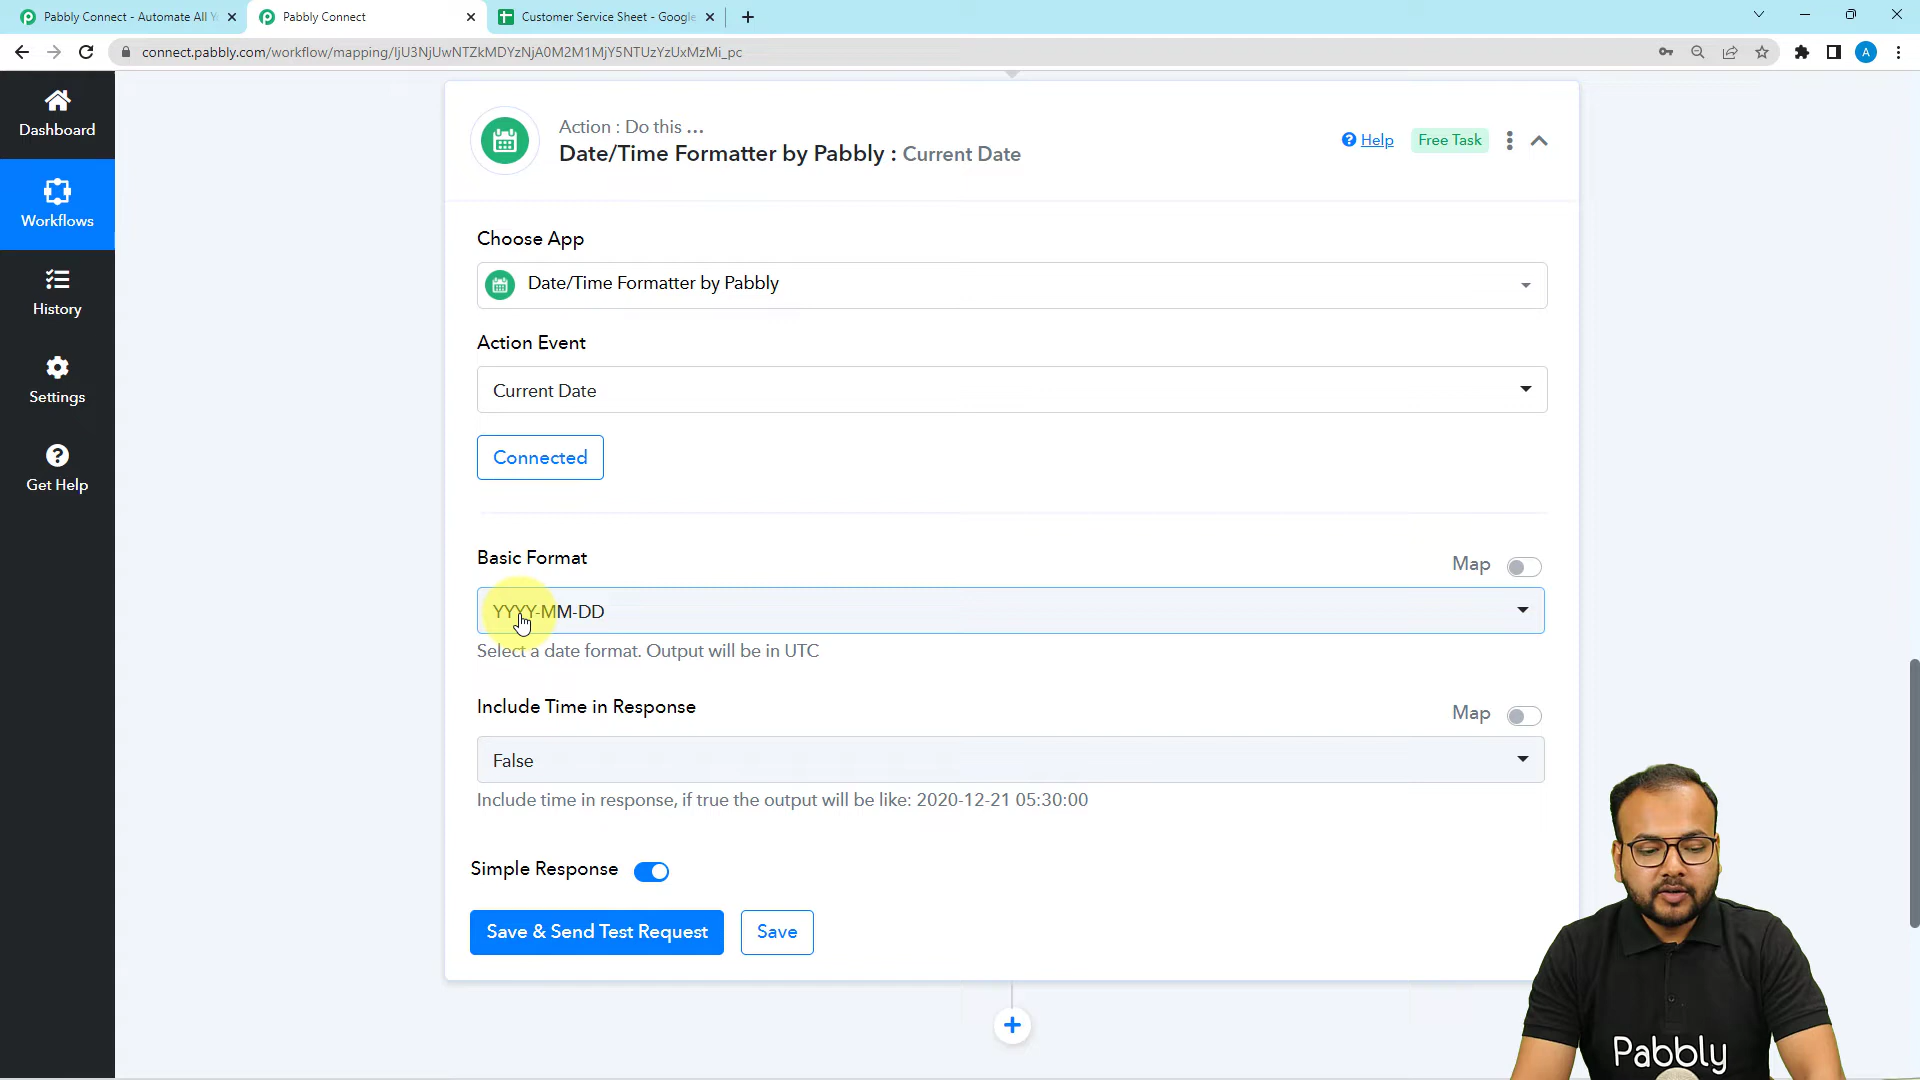 Pabbly Connect - Automate All Y
Pabbly Connect
Customer Service Sheet - Google
connect.pabbly.com/workflow/mapping/IjU3NjUwNTZkMDYzNjA0M2M1MjY5NTUzYzUxMzMi_pc
A
Dashboard
Workflows
History
Settings
Get Help
Action : Do this ...
Date/Time Formatter by Pabbly : Current Date
Help
Free Task
Choose App
Date/Time Formatter by Pabbly
Action Event
Current Date
Connected
Basic Format
Map
YYYY-MM-DD
Select a date format. Output will be in UTC
Include Time in Response
Map
False
Include time in response, if true the output will be like: 2020-12-21 05:30:00
Simple Response
Save & Send Test Request
Save
Pabbly